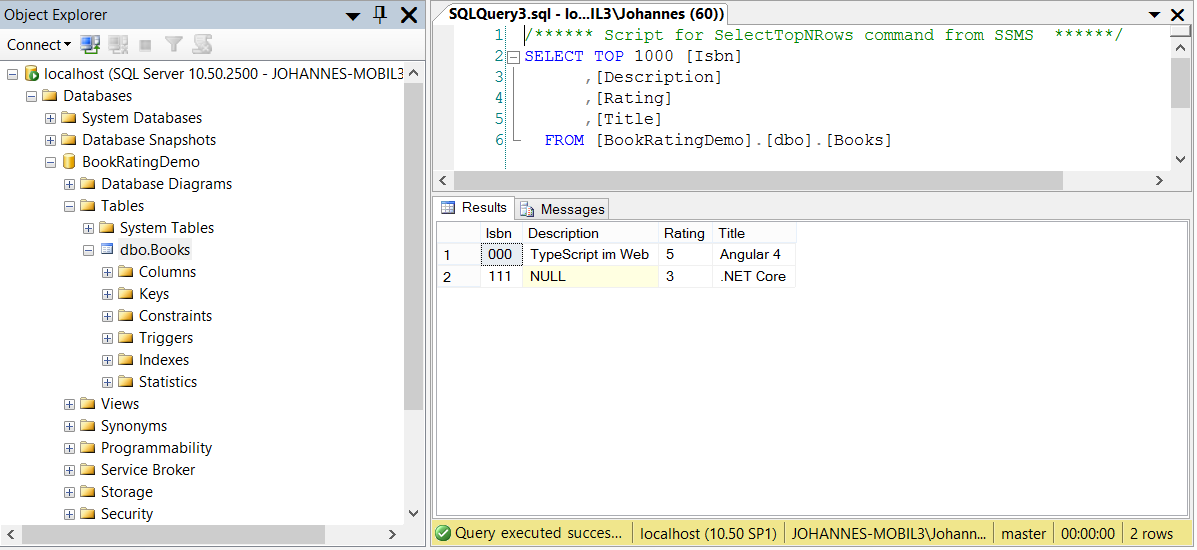 Object Explorer
Connect
localhost (SQL Server 10.50.2500 - JOHANNES-MOBIL3
Databases
System Databases
Database Snapshots
BookRatingDemo
Database Diagrams
Tables
System Tables
dbo.Books
Columns
Keys
Constraints
Triggers
Indexes
Statistics
Views
Synonyms
Programmability
Service Broker
Storage
Security
SQLQuery3.sql - lo...IL3\Johannes (60))
1 /****** Script for SelectTopNRows command from SSMS ******/
2 SELECT TOP 1000 [Isbn]
3 ,[Description]
4 ,[Rating]
5 ,[Title]
6 FROM [BookRatingDemo].[dbo].[Books]
Results Messages
Isbn Description Rating Title
1 000 TypeScript im Web 5 Angular 4
2 111 NULL 3 .NET Core
Query executed succes... localhost (10.50 SP1) JOHANNES-MOBIL3\Johann... master 00:00:00 2 rows